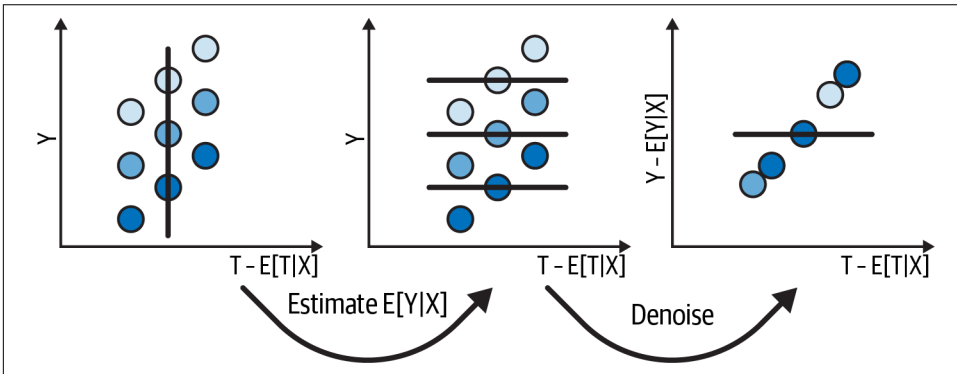 Y
T – E[T|X]
Y
T – E[T|X]
Y – E[Y|X]
T – E[T|X]
Estimate E[Y|X]
Denoise